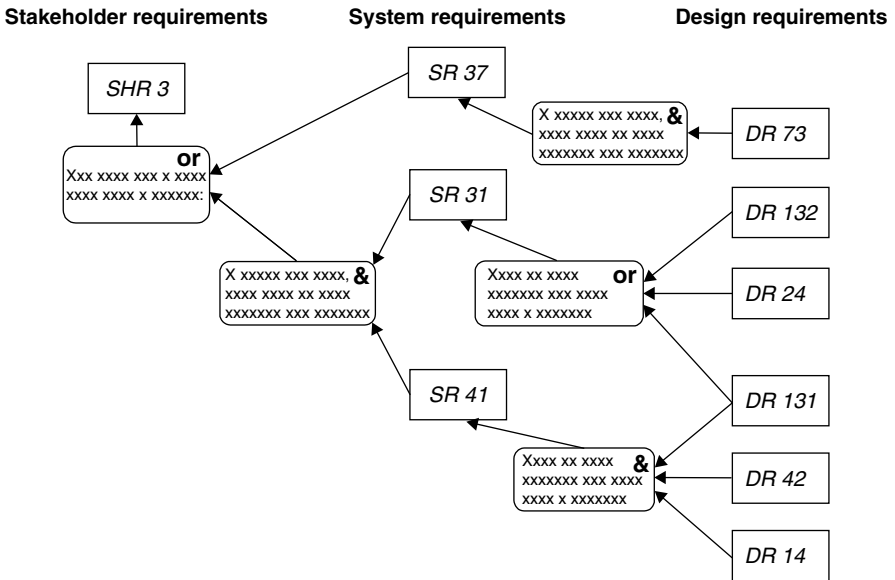 Stakeholder requirements
System requirements
Design requirements
SHR 3
SR 37
X xxxxx xxx xxxx, &
xxxx xxxx xx xxxx
xxxxxxx xxx xxxxxxx
DR 73
or
Xxx xxxx xxx x xxxx
xxxx xxxx x xxxxxx:
SR 31
DR 132
X xxxxx xxx xxxx, &
xxxx xxxx xx xxxx
xxxxxxx xxx xxxxxxx
Xxxx xx xxxx or
xxxxxxx xxx xxxx
xxxx x xxxxxxx
DR 24
SR 41
DR 131
Xxxx xx xxxx &
xxxxxxx xxx xxxx
xxxx x xxxxxxx
DR 42
DR 14